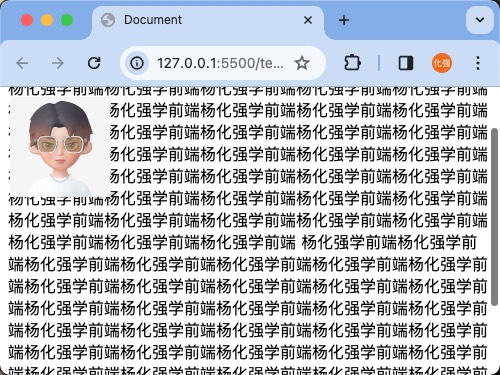 Document
127.0.0.1:5500/te...
化强
杨化强学前端杨化强学前端杨化强学前端杨化强学前端杨化强学前端
杨化强学前端杨化强学前端杨化强学前端杨化强学前端
杨化强学前端杨化强学前端杨化强学前端杨化强学前端
杨化强学前端杨化强学前端杨化强学前端杨化强学前端
杨化强学前端杨化强学前端杨化强学前端杨化强学前端
杨化强学前端杨化强学前端杨化强学前端杨化强学前端杨化强学前端
杨化强学前端杨化强学前端杨化强学前端杨化强学前端杨化强学前端
杨化强学前端杨化强学前端杨化强学前端 杨化强学前端杨化强学前
端杨化强学前端杨化强学前端杨化强学前端杨化强学前端杨化强学前
端杨化强学前端杨化强学前端杨化强学前端杨化强学前端杨化强学前
端杨化强学前端杨化强学前端杨化强学前端杨化强学前端杨化强学前
端杨化强学前端杨化强学前端杨化强学前端杨化强学前端杨化强学前
端杨化强学前端杨化强学前端杨化强学前端杨化强学前端杨化强学前
端杨化强学前端杨化强学前端杨化强学前端杨化强学前端杨化强学前